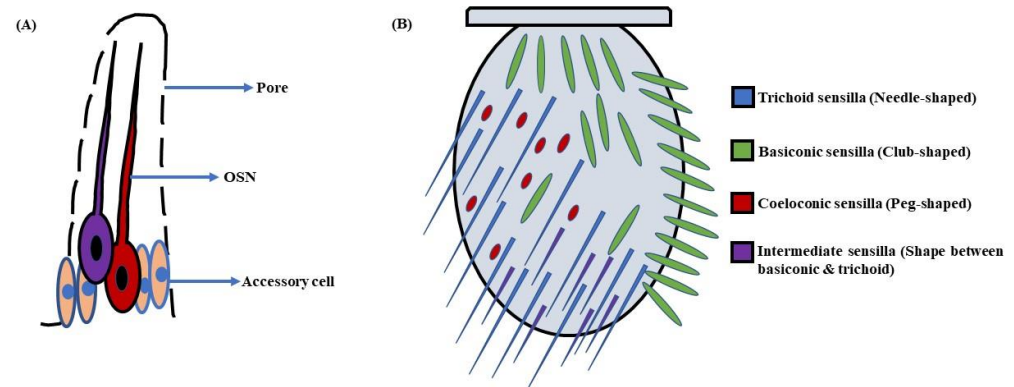 (A)
Pore
OSN
Accessory cell
(B)
Trichoid sensilla (Needle-shaped)
Basiconic sensilla (Club-shaped)
Coeloconic sensilla (Peg-shaped)
Intermediate sensilla (Shape between
basiconic & trichoid)